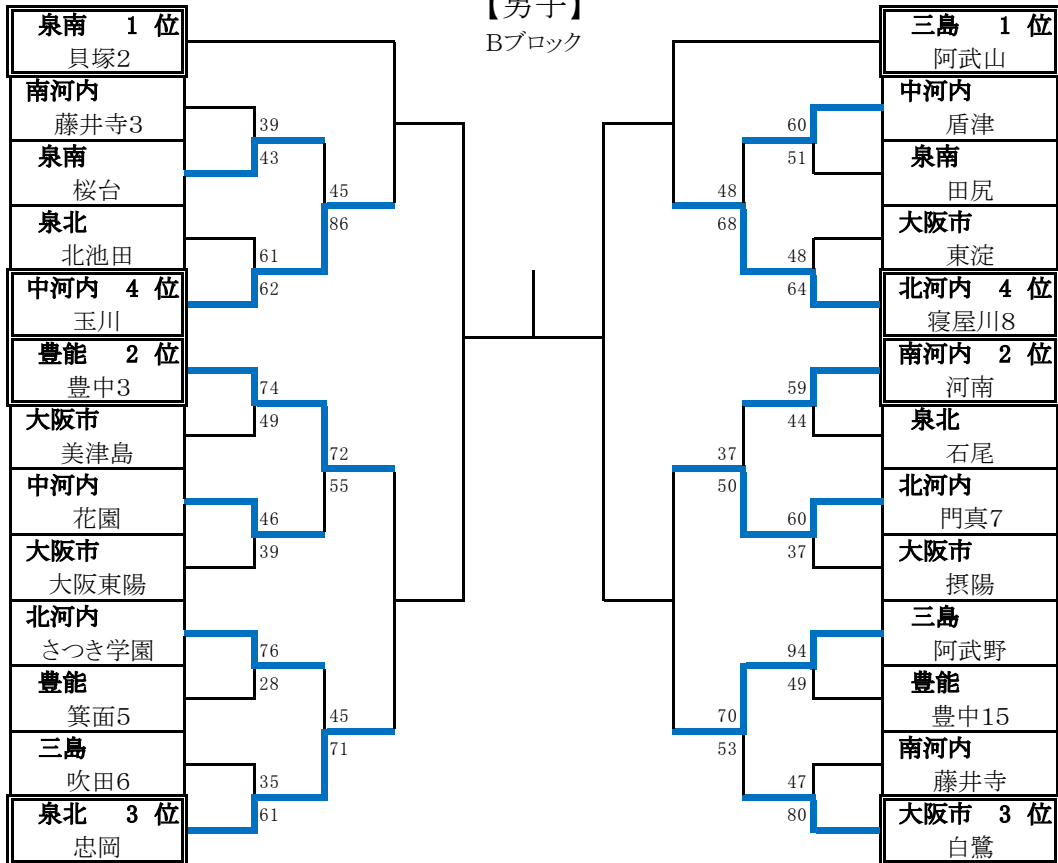 【男子】
Bブロック
泉南 1 位
貝塚2
南河内
藤井寺3
泉南
桜台
泉北
北池田
中河内 4 位
玉川
豊能 2 位
豊中3
大阪市
美津島
中河内
花園
大阪市
大阪東陽
北河内
さつき学園
豊能
箕面5
三島
吹田6
泉北 3 位
忠岡
39
43
61
62
74
49
46
39
76
28
35
61
45
86
72
55
45
71
48
68
37
50
70
53
60
51
48
64
59
44
60
37
94
49
47
80
三島 1 位
阿武山
中河内
盾津
泉南
田尻
大阪市
東淀
北河内 4 位
寝屋川8
南河内 2 位
河南
泉北
石尾
北河内
門真7
大阪市
摂陽
三島
阿武野
豊能
豊中15
南河内
藤井寺
大阪市 3 位
白鷺